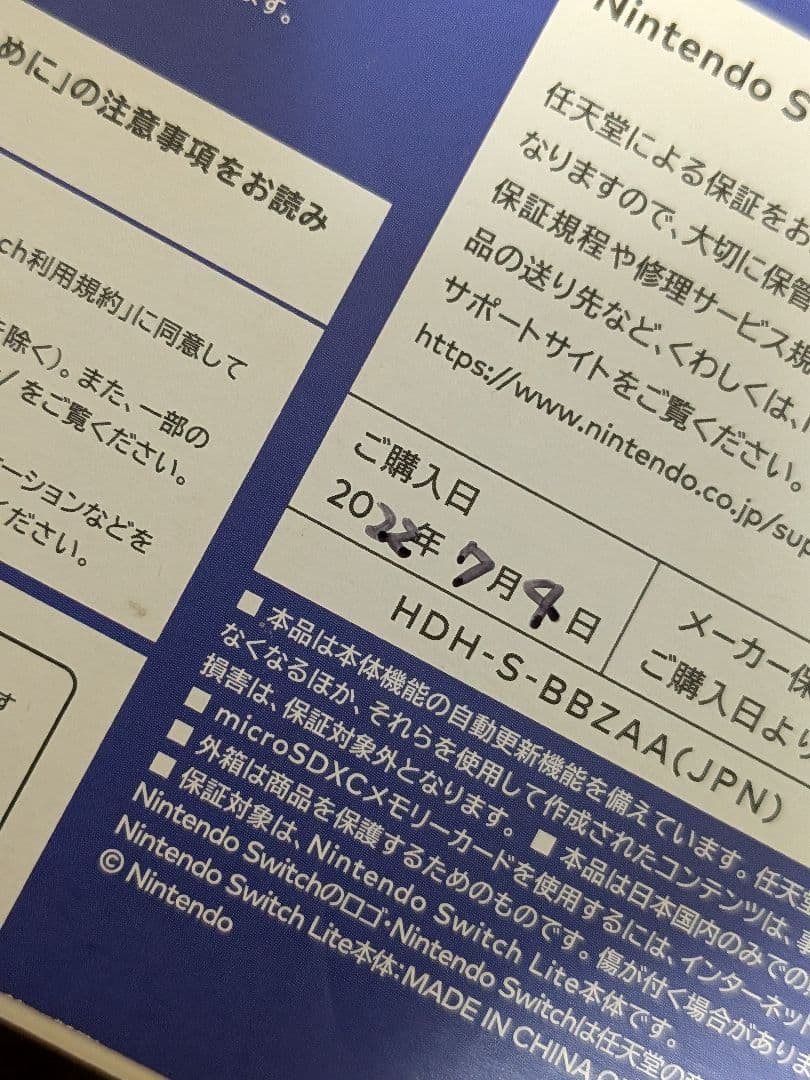 ます。
めに」の注意事項をお読み
ch利用規約」に同意して
を除く)。また、一部の
/をご覧ください。
ーションなどを
ださい。
す
Nintendo S
任天堂による保証をお
なりますので、大切に保管
保証規程や修理サービス規
品の送り先など、くわしくは、
サポートサイトをご覧ください。
https://www.nintendo.co.jp/sup
ご購入日
2022年 7月4日
メーカー保
ご購入日より
HDH-S-BBZAA(JPN)
■ 本品は本体機能の自動更新機能を備えています。任天
なくなるほか、それらを使用して作成されたコンテンツは、
損害は、保証対象外となります。 ■ 本品は日本国内のみでの
■ microSDXCメモリーカードを使用するには、インターネット
■ 外箱は商品を保護するためのものです。傷が付く場合があり
■ 保証対象は、Nintendo Switch Lite本体です。
Nintendo Switchのロゴ・Nintendo Switchは任天堂の
Nintendo Switch Lite本体:MADE IN CHINA
© Nintendo